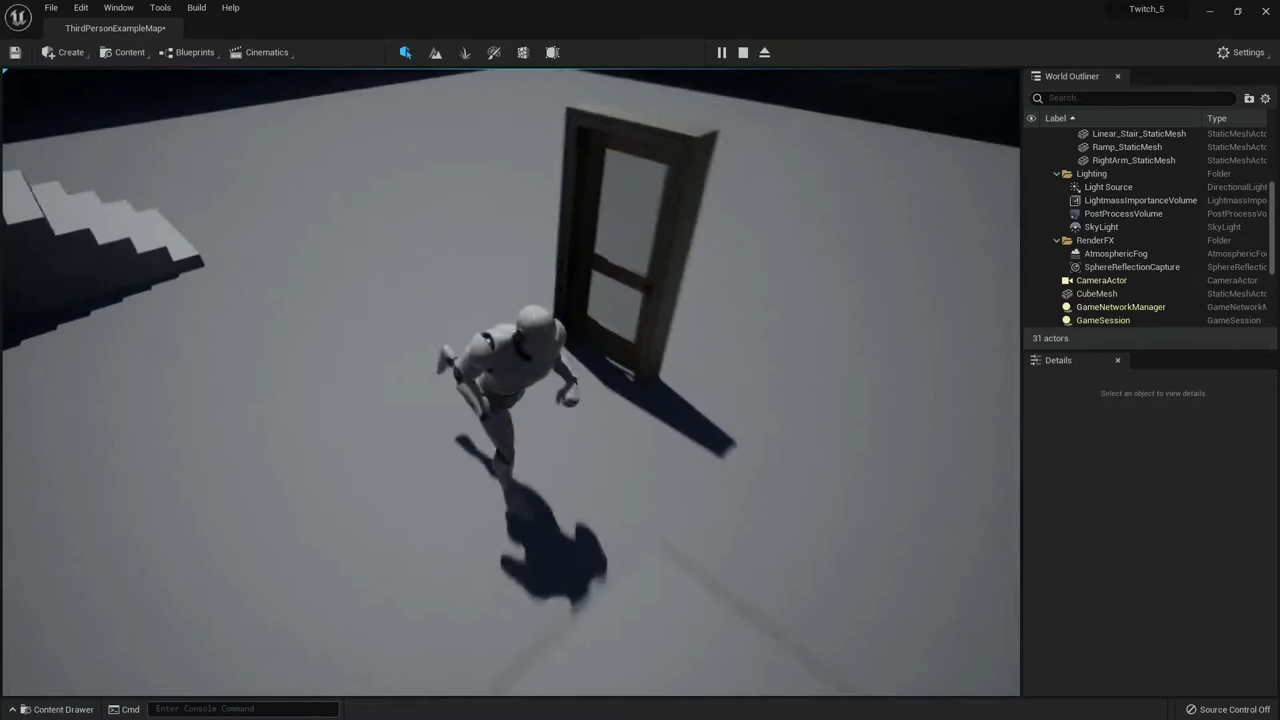 File Edit Window Tools Build Help
Twitch_5
ThirdPersonExampleMap*
Create Content Blueprints Cinematics Settings
World Outliner
Search...
Label Type
Linear_Stair_StaticMesh StaticMeshActo
Ramp_StaticMesh StaticMeshActo
RightArm_StaticMesh StaticMeshActo
Lighting Folder
Light Source DirectionalLight
LightmassImportanceVolume LightmassImpo
PostProcessVolume PostProcessVo
SkyLight SkyLight
RenderFX Folder
AtmosphericFog AtmosphericFo
SphereReflectionCapture SphereReflectio
CameraActor CameraActor
CubeMesh StaticMeshActo
GameNetworkManager GameNetworkM
GameSession GameSession
31 actors
Details
Select an object to view details.
Content Drawer Cmd Enter Console Command Source Control Off